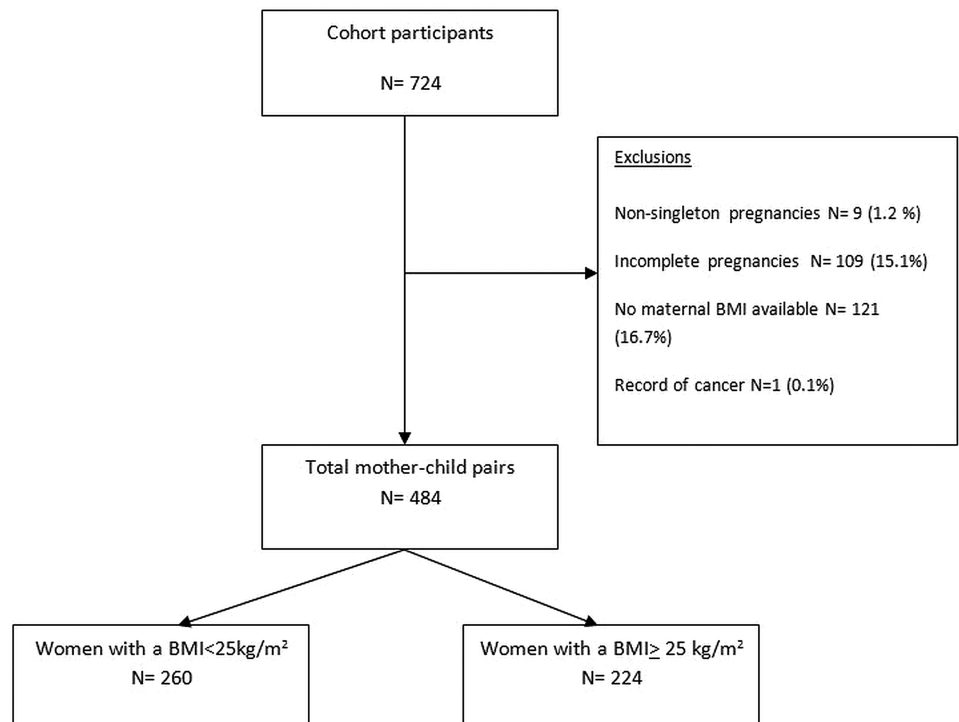 Cohort participants
N= 724
Exclusions
Non-singleton pregnancies N= 9 (1.2 %)
Incomplete pregnancies N= 109 (15.1%)
No maternal BMI available N= 121
(16.7%)
Record of cancer N=1 (0.1%)
Total mother-child pairs
N= 484
Women with a BMI<25kg/m²
N= 260
Women with a BMI≥ 25 kg/m²
N= 224